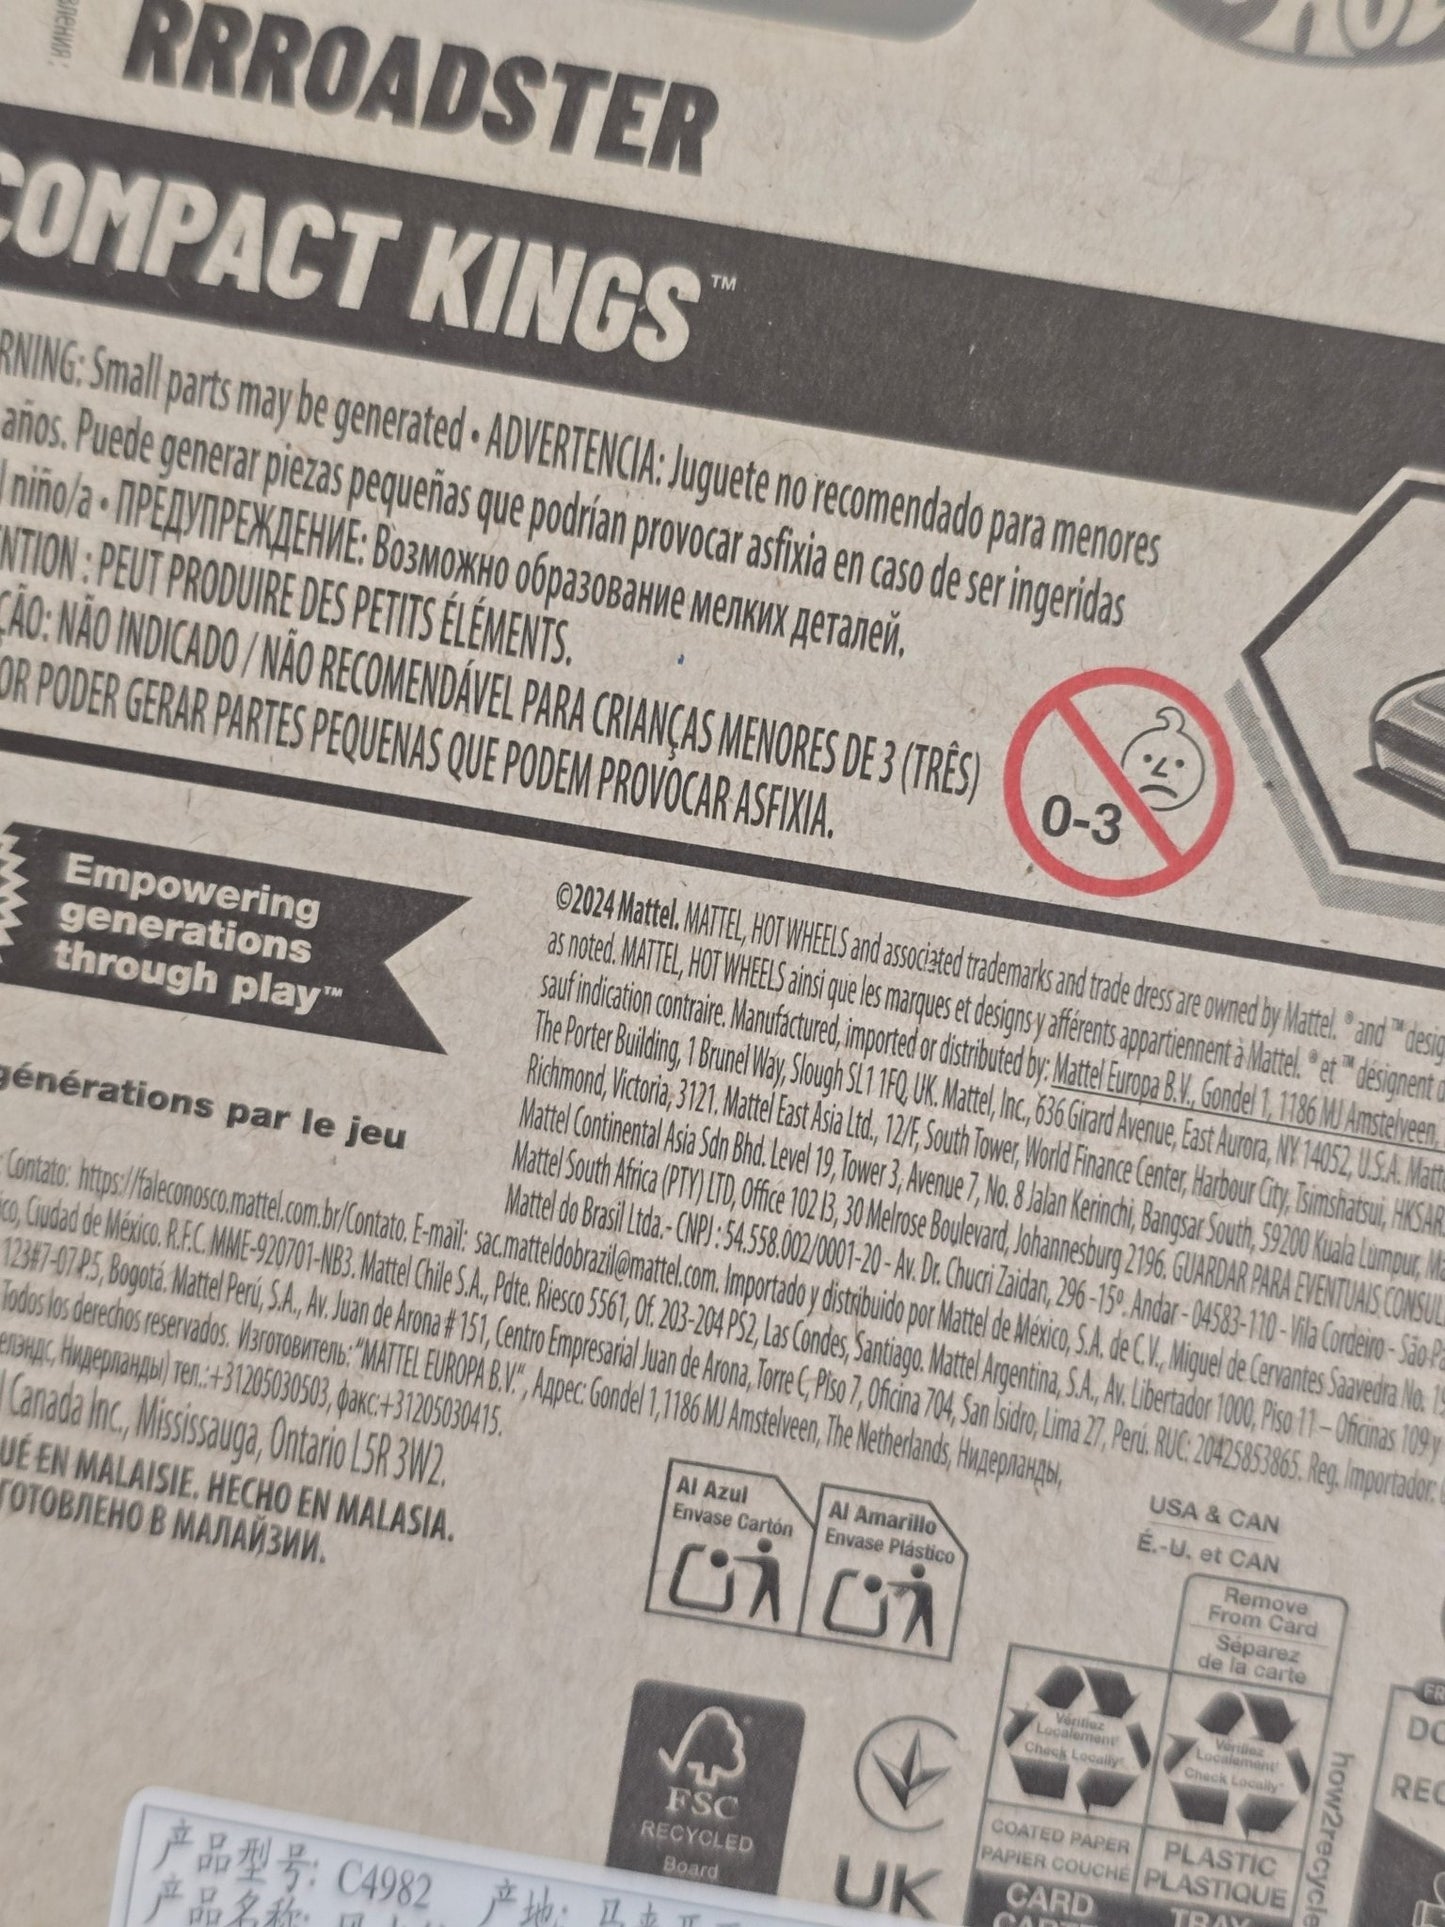 RRROADSTER
COMPACT KINGS™
RNING: Small parts may be generated • ADVERTENCIA: Juguete no recomendado para menores
años. Puede generar piezas pequeñas que podrían provocar asfixia en caso de ser ingeridas
l niño/a • ПРЕДУПРЕЖДЕНИЕ: Возможно образование мелких деталей.
NTION : PEUT PRODUIRE DES PETITS ÉLÉMENTS.
ÇÃO: NÃO INDICADO / NÃO RECOMENDÁVEL PARA CRIANÇAS MENORES DE 3 (TRÊS)
OR PODER GERAR PARTES PEQUENAS QUE PODEM PROVOCAR ASFIXIA.
0-3
Empowering
generations
through play™
générations par le jeu
©2024 Mattel. MATTEL, HOT WHEELS and associated trademarks and trade dress are owned by Mattel. ® and ™ desig
as noted. MATTEL, HOT WHEELS ainsi que les marques et designs y afférents appartiennent à Mattel. ® et ™ désignent d
sauf indication contraire. Manufactured, imported or distributed by: Mattel Europa B.V., Gondel 1, 1186 MJ Amstelveen,
The Porter Building, 1 Brunel Way, Slough SL1 1FQ, UK. Mattel, Inc., 636 Girard Avenue, East Aurora, NY 14052, U.S.A. Matt
Richmond, Victoria, 3121. Mattel East Asia Ltd., 12/F, South Tower, World Finance Center, Harbour City, Tsimshatsui, HKSAR
Mattel Continental Asia Sdn Bhd. Level 19, Tower 3, Avenue 7, No. 8 Jalan Kerinchi, Bangsar South, 59200 Kuala Lumpur, Ma
Mattel South Africa (PTY) LTD, Office 102 I3, 30 Melrose Boulevard, Johannesburg 2196. GUARDAR PARA EVENTUAIS CONSUL
Mattel do Brasil Ltda. - CNPJ : 54.558.002/0001-20 - Av. Dr. Chucri Zaidan, 296 -15º. Andar - 04583-110 - Vila Cordeiro - São P
Contato: https://faleconosco.mattel.com.br/Contato. E-mail: sac.matteldobrazil@mattel.com. Importado y distribuido por Mattel de México, S.A. de C.V., Miguel de Cervantes Saavedra No. 19
ico, Ciudad de México. R.F.C. MME-920701-NB3. Mattel Chile S.A., Pdte. Riesco 5561, Of. 203-204 PS2, Las Condes, Santiago. Mattel Argentina, S.A., Av. Libertador 1000, Piso 11 – Oficinas 109 y
123#7-07 P.5, Bogotá. Mattel Perú, S.A., Av. Juan de Arona # 151, Centro Empresarial Juan de Arona, Torre C, Piso 7, Oficina 704, San Isidro, Lima 27, Perú. RUC: 20425853865. Reg. Importador:
Todos los derechos reservados. Изготовитель: “MATTEL EUROPA B.V.”, Адрес: Gondel 1,1186 MJ Amstelveen, The Netherlands, Нидерланды,
елэндс, Нидерланды) тел.:+31205030503, факс:+31205030415.
l Canada Inc., Mississauga, Ontario L5R 3W2.
UÉ EN MALAISIE. HECHO EN MALASIA.
ГОТОВЛЕНО В МАЛАЙЗИИ.
Al Azul
Envase Cartón
Al Amarillo
Envase Plástico
USA & CAN
É.-U. et CAN
Remove
From Card
Séparez
de la carte
Vérifiez
Localement
Check Locally
Vérifiez
Localement
Check Locally
COATED PAPER
PAPIER COUCHÉ
CARD
PLASTIC
PLASTIQUE
TRAY
how2recycle
FSC
RECYCLED
Board
UK
产品型号: C4982
产品名称:
产地: 马来西